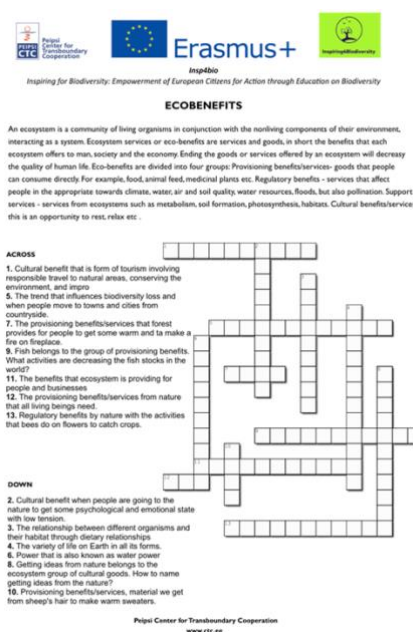 PEIPSI
CTC
Peipsi
Center for
Transboundary
Cooperation
Erasmus+
Inspiring4Biodiversity
Insp4bio
Inspiring for Biodiversity: Empowerment of European Citizens for Action through Education on Biodiversity
ECOBENEFITS
An ecosystem is a community of living organisms in conjunction with the nonliving components of their environment,
interacting as a system. Ecosystem services or eco-benefits are services and goods, in short the benefits that each
ecosystem offers to man, society and the economy. Ending the goods or services offered by an ecosystem will decreasy
the quality of human life. Eco-benefits are divided into four groups: Provisioning benefits/services- goods that people
can consume directly. For example, food, animal feed, medicinal plants etc. Regulatory benefits - services that affect
people in the appropriate towards climate, water, air and soil quality, water resources, floods, but also pollination. Support
services - services from ecosystems such as metabolism, soil formation, photosynthesis, habitats. Cultural benefits/service
this is an opportunity to rest, relax etc .
ACROSS
1. Cultural benefit that is form of tourism involving
responsible travel to natural areas, conserving the
environment, and impro
5. The trend that influences biodiversity loss and
when people move to towns and cities from
countryside.
7. The provisioning benefits/services that forest
provides for people to get some warm and ta make a
fire on fireplace.
9. Fish belongs to the group of provisioning benefits.
What activities are decreasing the fish stocks in the
world?
11. The benefits that ecosystem is providing for
people and businesses
12. The provisioning benefits/services from nature
that all living beings need.
13. Regulatory benefits by nature with the activities
that bees do on flowers to catch crops.
DOWN
2. Cultural benefit when people are going to the
nature to get some psychological and emotional state
with low tension.
3. The relationship between different organisms and
their habitat through dietary relationships
4. The variety of life on Earth in all its forms.
6. Power that is also known as water power
8. Getting ideas from nature belongs to the
ecosystem group of cultural goods. How to name
getting ideas from the nature?
10. Provisioning benefits/services, material we get
from sheep's hair to make warm sweaters.
Peipsi Center for Transboundary Cooperation
www.ctc.ee